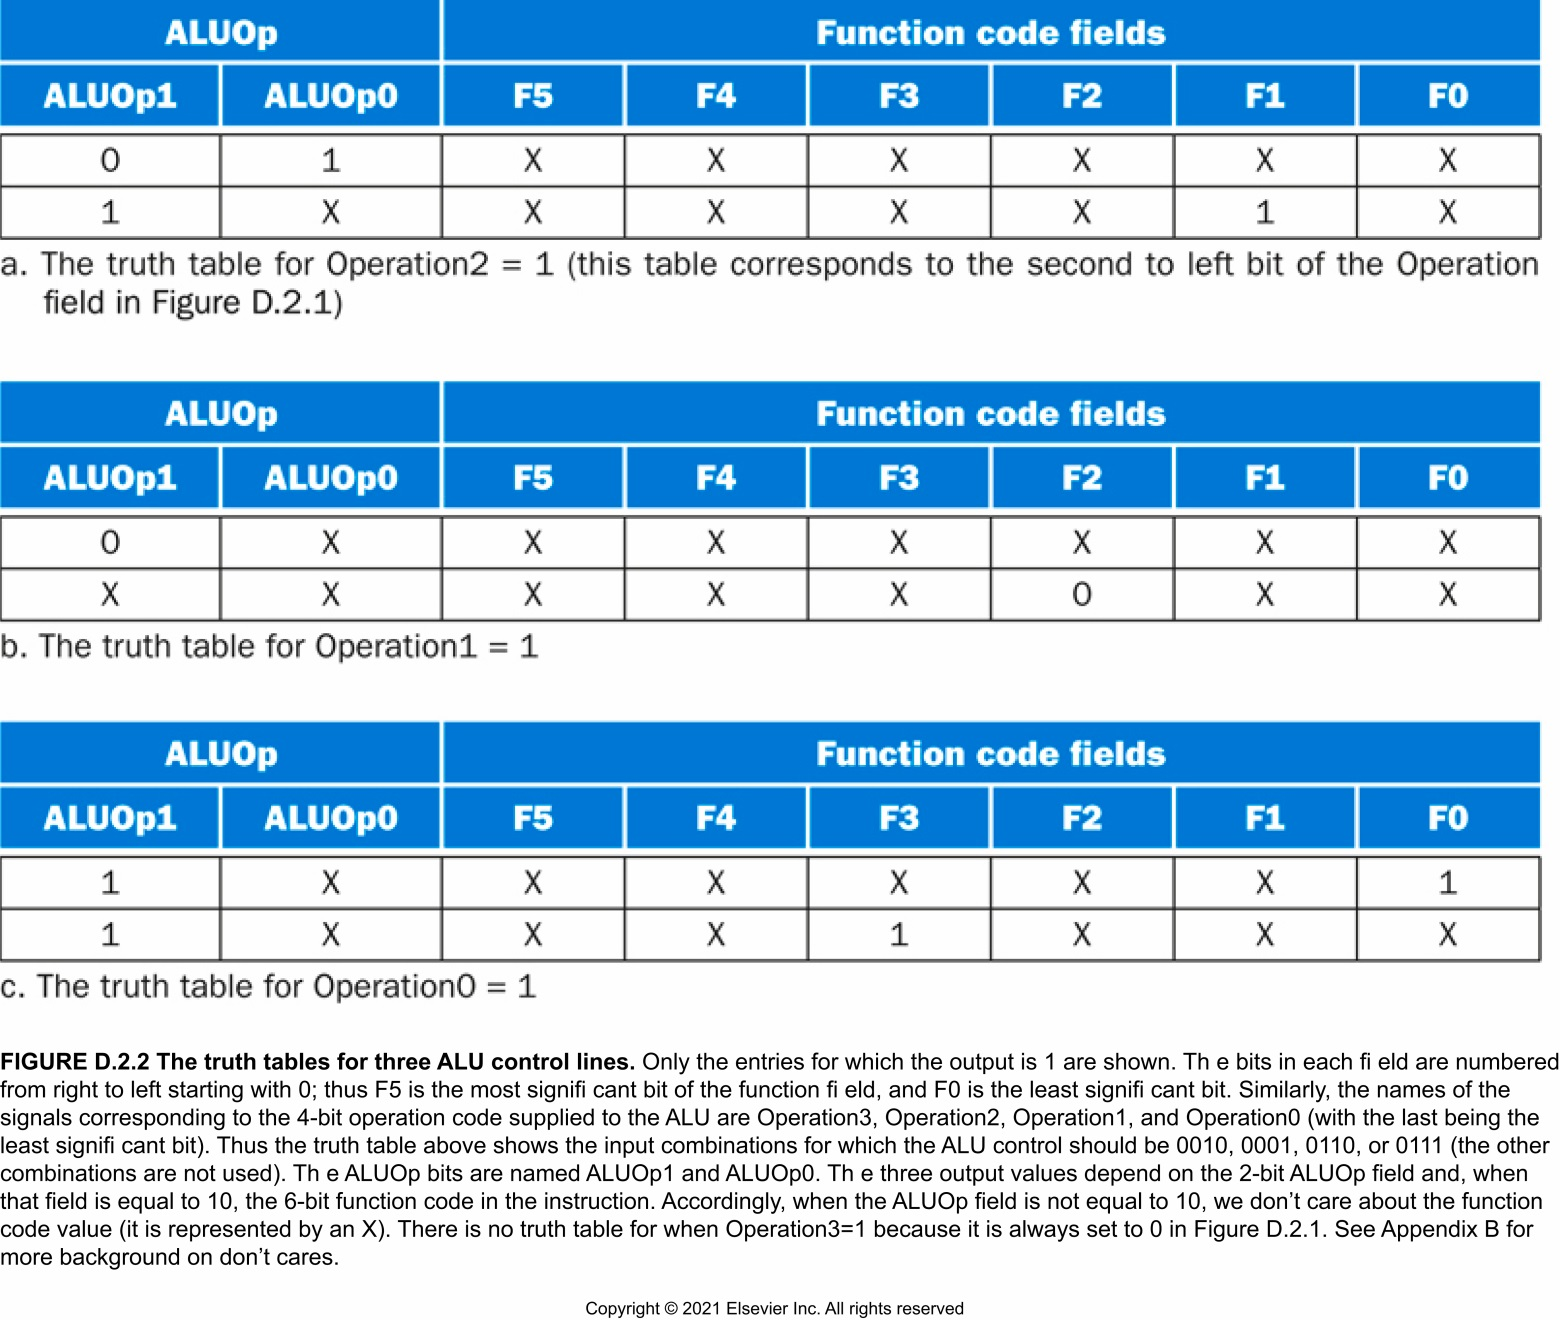 ALUOp Function code fields
ALUOp1 ALUOp0 F5 F4 F3 F2 F1 F0
0 1 X X X X X X
1 X X X X X 1 X
a. The truth table for Operation2 = 1 (this table corresponds to the second to left bit of the Operation
field in Figure D.2.1)
ALUOp Function code fields
ALUOp1 ALUOp0 F5 F4 F3 F2 F1 F0
0 X X X X X X X
X X X X X 0 X X
b. The truth table for Operation1 = 1
ALUOp Function code fields
ALUOp1 ALUOp0 F5 F4 F3 F2 F1 F0
1 X X X X X X 1
1 X X X 1 X X X
c. The truth table for Operation0 = 1
FIGURE D.2.2 The truth tables for three ALU control lines. Only the entries for which the output is 1 are shown. Th e bits in each fi eld are numbered
from right to left starting with 0; thus F5 is the most signifi cant bit of the function fi eld, and F0 is the least signifi cant bit. Similarly, the names of the
signals corresponding to the 4-bit operation code supplied to the ALU are Operation3, Operation2, Operation1, and Operation0 (with the last being the
least signifi cant bit). Thus the truth table above shows the input combinations for which the ALU control should be 0010, 0001, 0110, or 0111 (the other
combinations are not used). Th e ALUOp bits are named ALUOp1 and ALUOp0. Th e three output values depend on the 2-bit ALUOp field and, when
that field is equal to 10, the 6-bit function code in the instruction. Accordingly, when the ALUOp field is not equal to 10, we don’t care about the function
code value (it is represented by an X). There is no truth table for when Operation3=1 because it is always set to 0 in Figure D.2.1. See Appendix B for
more background on don’t cares.
Copyright © 2021 Elsevier Inc. All rights reserved